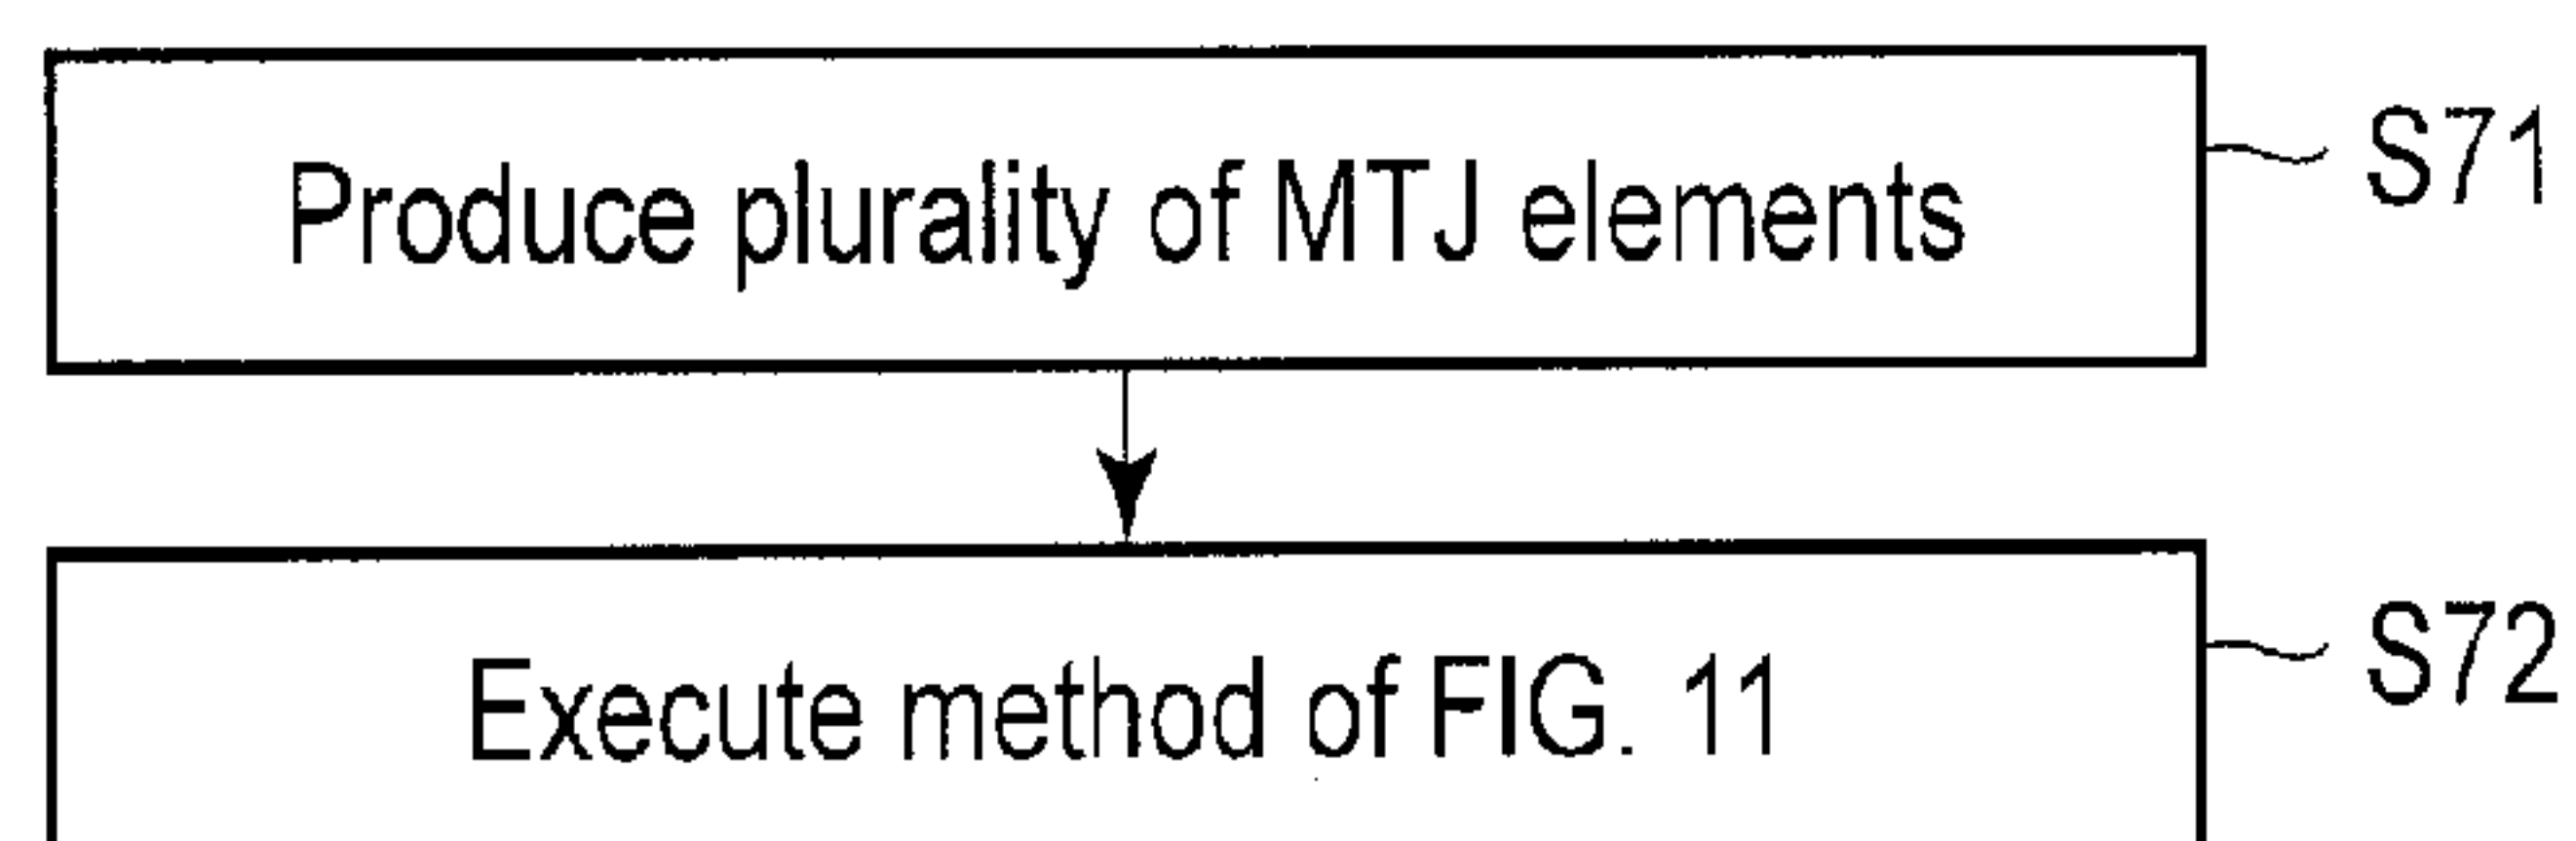 Produce plurality of MTJ elements
S71
Execute method of FIG. 11
S72